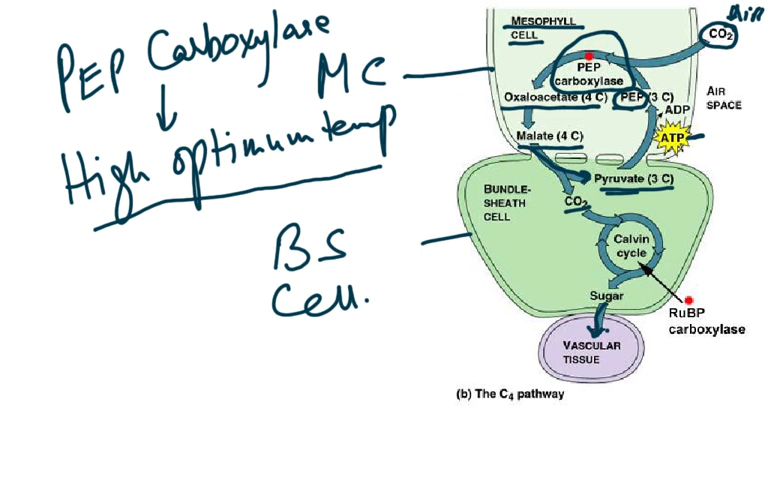 PEP Carboxylase
High optimum temp
MC
BS
Cell.
Air
MESOPHYLL
CELL
CO2
PEP
carboxylase
Oxaloacetate (4 C)
PEP (3 C)
ADP
AIR
SPACE
Malate (4 C)
ATP
Pyruvate (3 C)
BUNDLE-
SHEATH
CELL
CO2
Calvin
cycle
Sugar
RuBP
carboxylase
VASCULAR
TISSUE
(b) The C4 pathway